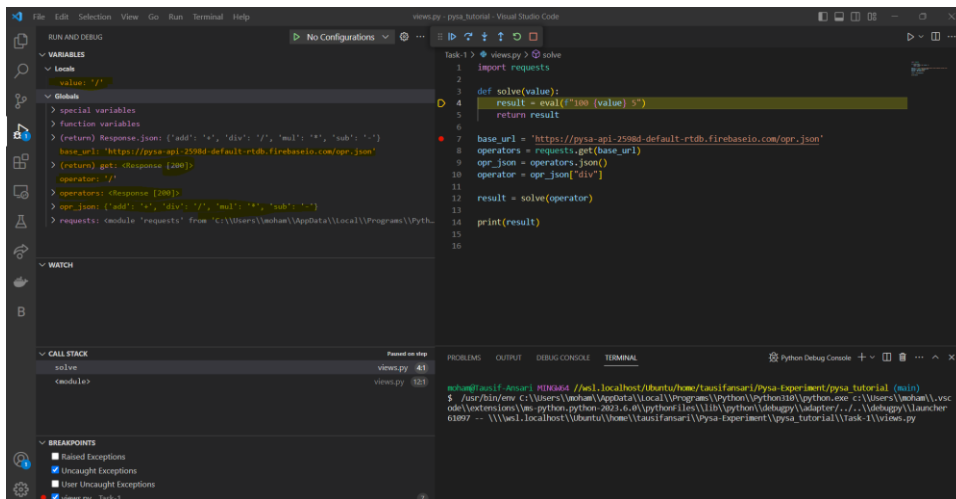 File Edit Selection View Go Run Terminal Help
views.py - pysa_tutorial - Visual Studio Code
RUN AND DEBUG
No Configurations
VARIABLES
Locals
value: '/'
Globals
special variables
function variables
(return) Response.json: {'add': '+', 'div': '/', 'mul': '*', 'sub': '-'}
base_url: 'https://pysa-api-2598d-default-rtdb.firebaseio.com/opr.json'
(return) get: <Response [200]>
operator: '/'
operators: <Response [200]>
opr_json: {'add': '+', 'div': '/', 'mul': '*', 'sub': '-'}
requests: <module 'requests' from 'C:\\Users\\moham\\AppData\\Local\\Programs\\Pyth…
WATCH
CALL STACK
Paused on step
solve views.py 4:1
<module> views.py 12:1
BREAKPOINTS
Raised Exceptions
Uncaught Exceptions
User Uncaught Exceptions
views.py Task-1 7
Task-1 > views.py > solve
1 import requests
2
3 def solve(value):
4 result = eval(f"100 {value} 5")
5 return result
6
7 base_url = 'https://pysa-api-2598d-default-rtdb.firebaseio.com/opr.json'
8 operators = requests.get(base_url)
9 opr_json = operators.json()
10 operator = opr_json["div"]
11
12 result = solve(operator)
13
14 print(result)
15
16
PROBLEMS OUTPUT DEBUG CONSOLE TERMINAL
Python Debug Console
moham@Tausif-Ansari MINGW64 //wsl.localhost/Ubuntu/home/tausifansari/Pysa-Experiment/pysa_tutorial (main)
$ /usr/bin/env C:\\Users\\moham\\AppData\\Local\\Programs\\Python\\Python310\\python.exe c:\\Users\\moham\\.vsc
ode\\extensions\\ms-python.python-2023.6.0\\pythonFiles\\lib\\python\\debugpy\\adapter/../..\\debugpy\\launcher
61097 -- \\\\wsl.localhost\\Ubuntu\\home\\tausifansari\\Pysa-Experiment\\pysa_tutorial\\Task-1\\views.py